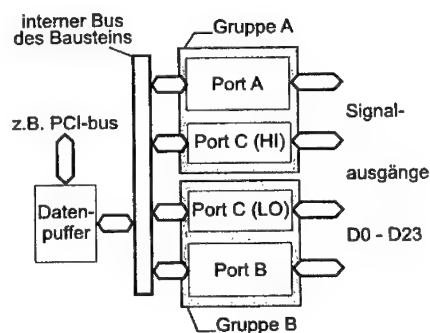 interner Bus
des Bausteins
Gruppe A
Port A
z.B. PCI-bus
Signal-
Port C (HI)
ausgänge
Daten-
puffer
Port C (LO)
D0 - D23
Port B
Gruppe B